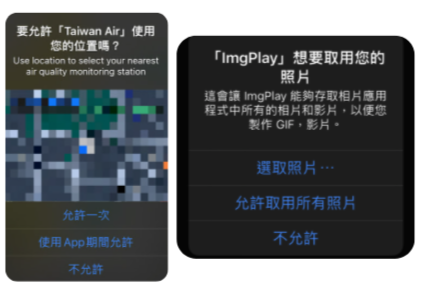 要允許「Taiwan Air」使用
您的位置嗎？
Use location to select your nearest
air quality monitoring station
允許一次
使用 App 期間允許
不允許
「ImgPlay」想要取用您的
照片
這會讓 ImgPlay 能夠存取相片應用
程式中所有的相片和影片，以便您
製作 GIF，影片。
選取照片…
允許取用所有照片
不允許